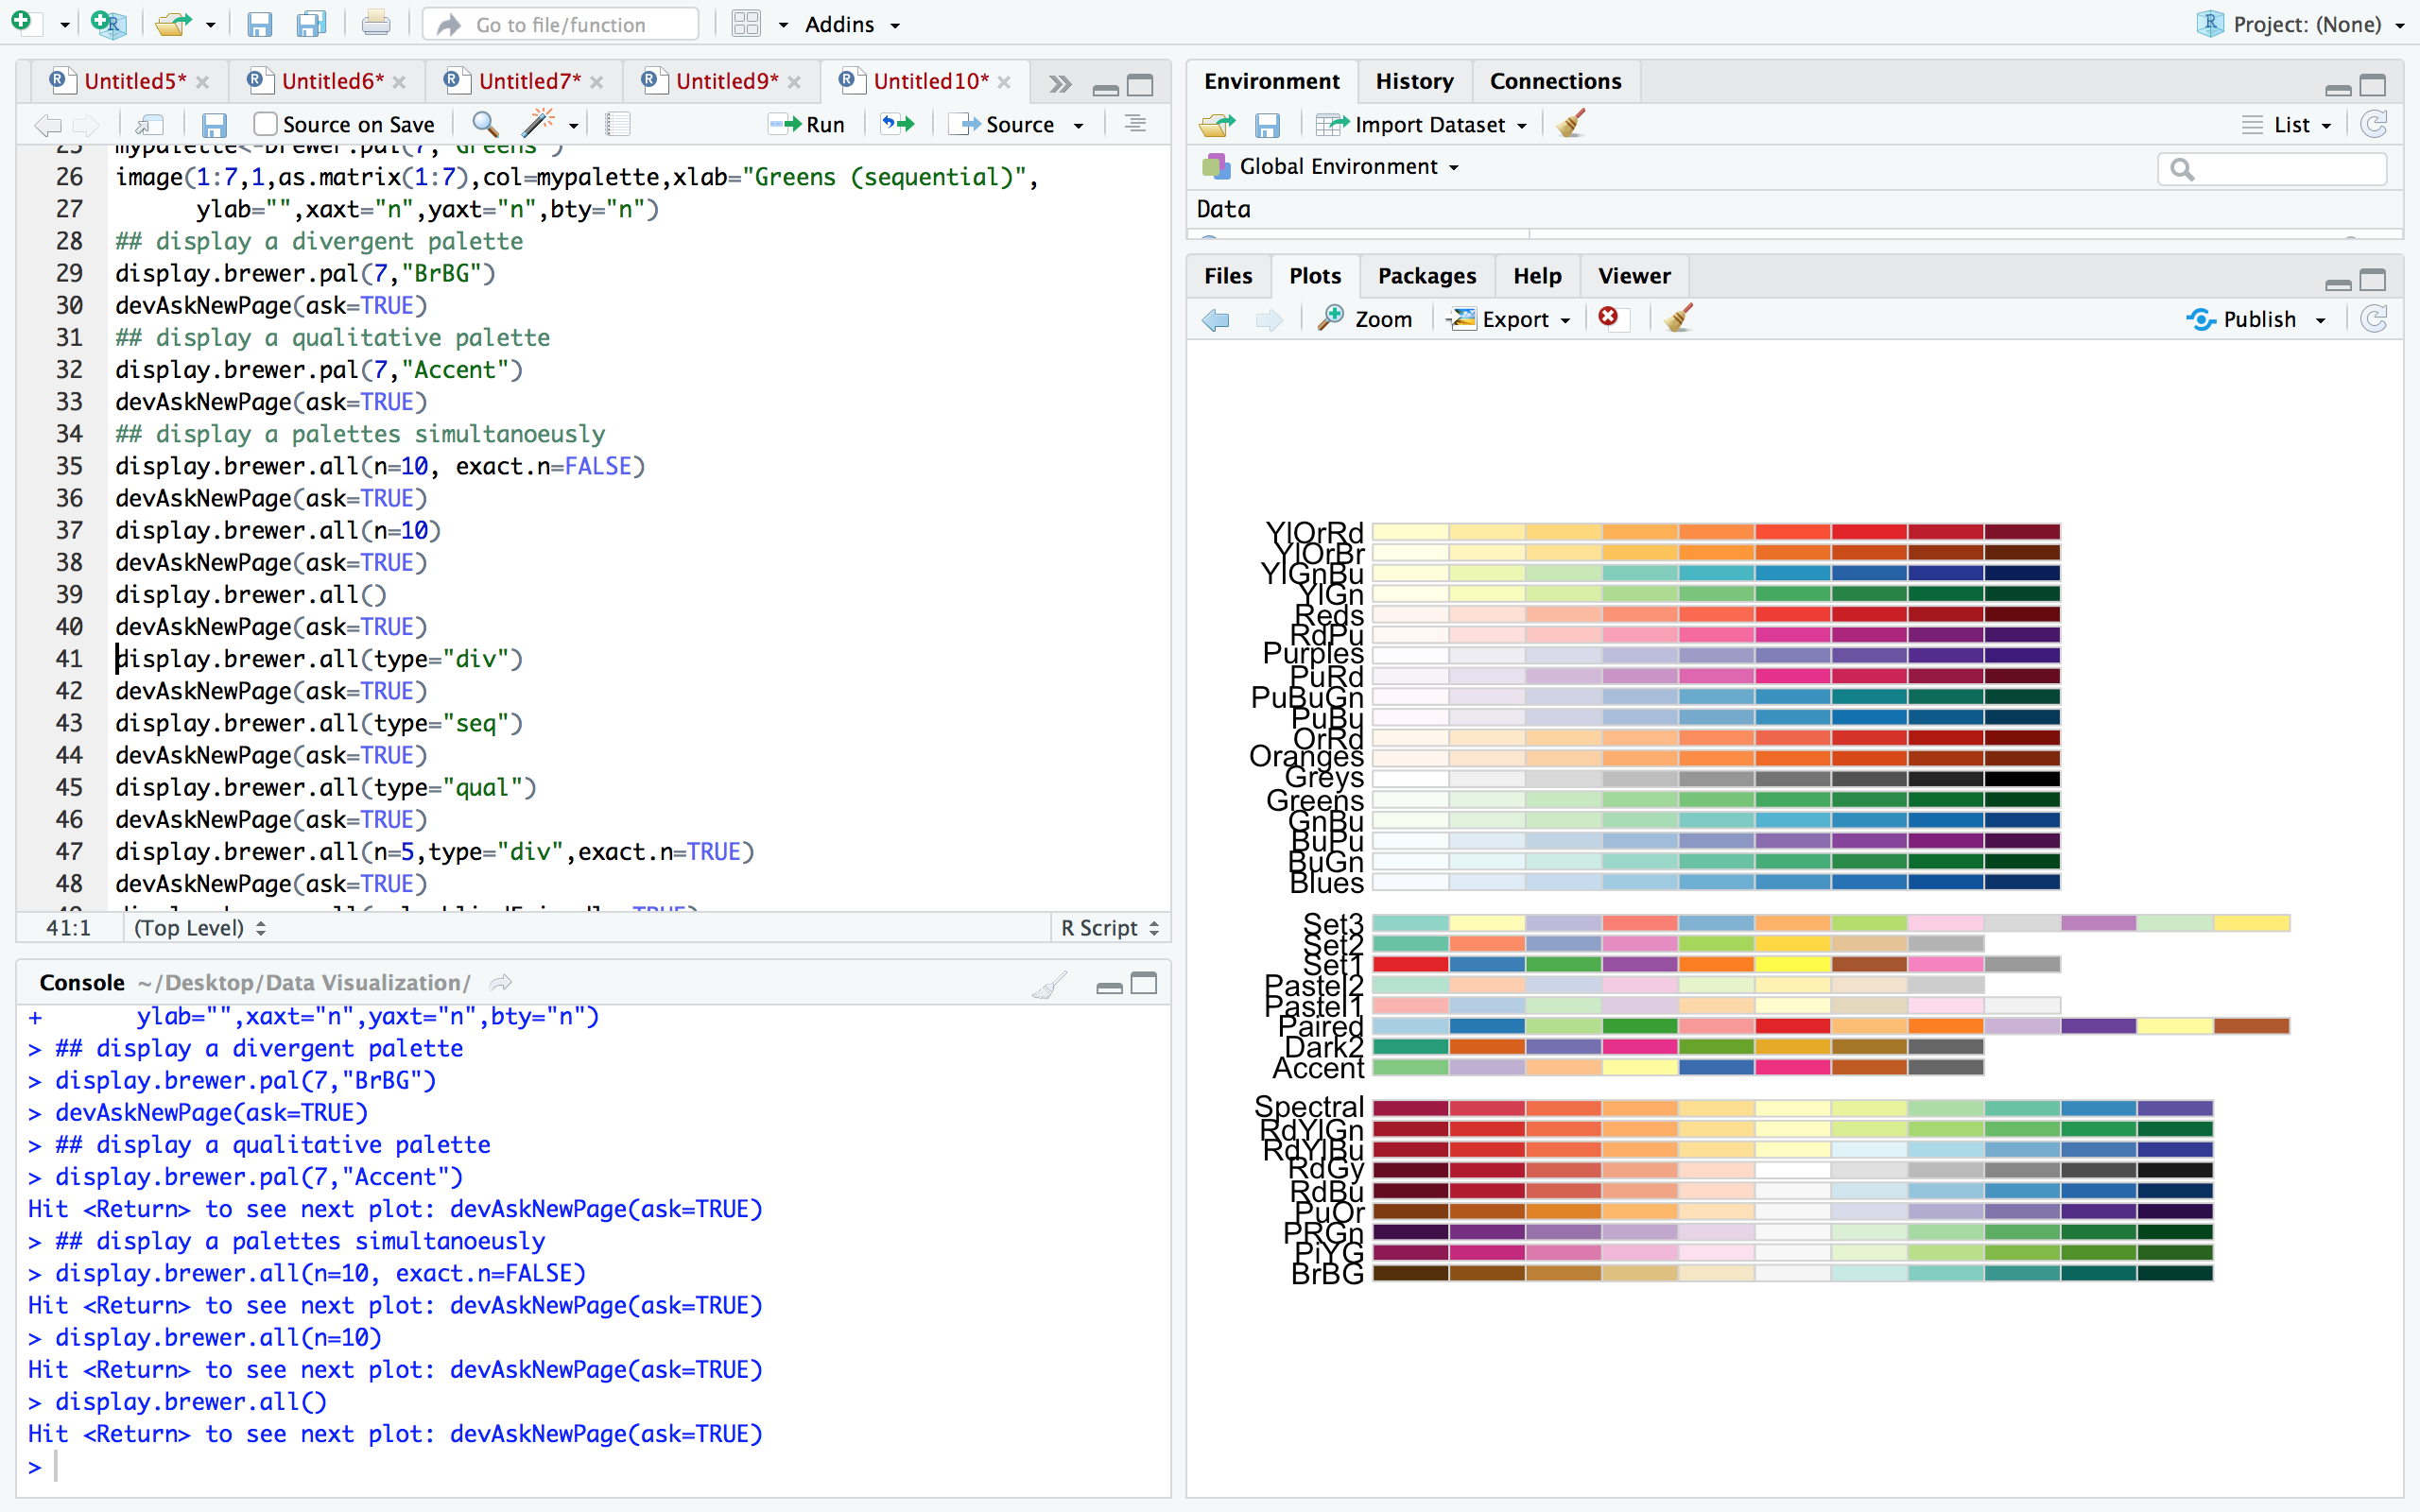 Go to file/function
Addins
Project: (None)
Untitled5*
Untitled6*
Untitled7*
Untitled9*
Untitled10*
Source on Save
Run
Source
25 mypalette<-brewer.pal(7,"Greens")
26 image(1:7,1,as.matrix(1:7),col=mypalette,xlab="Greens (sequential)",
27 ylab="",xaxt="n",yaxt="n",bty="n")
28 ## display a divergent palette
29 display.brewer.pal(7,"BrBG")
30 devAskNewPage(ask=TRUE)
31 ## display a qualitative palette
32 display.brewer.pal(7,"Accent")
33 devAskNewPage(ask=TRUE)
34 ## display a palettes simultanoeusly
35 display.brewer.all(n=10, exact.n=FALSE)
36 devAskNewPage(ask=TRUE)
37 display.brewer.all(n=10)
38 devAskNewPage(ask=TRUE)
39 display.brewer.all()
40 devAskNewPage(ask=TRUE)
41 display.brewer.all(type="div")
42 devAskNewPage(ask=TRUE)
43 display.brewer.all(type="seq")
44 devAskNewPage(ask=TRUE)
45 display.brewer.all(type="qual")
46 devAskNewPage(ask=TRUE)
47 display.brewer.all(n=5,type="div",exact.n=TRUE)
48 devAskNewPage(ask=TRUE)
41:1 (Top Level) R Script
Console ~/Desktop/Data Visualization/
+ ylab="",xaxt="n",yaxt="n",bty="n")
> ## display a divergent palette
> display.brewer.pal(7,"BrBG")
> devAskNewPage(ask=TRUE)
> ## display a qualitative palette
> display.brewer.pal(7,"Accent")
Hit <Return> to see next plot: devAskNewPage(ask=TRUE)
> ## display a palettes simultanoeusly
> display.brewer.all(n=10, exact.n=FALSE)
Hit <Return> to see next plot: devAskNewPage(ask=TRUE)
> display.brewer.all(n=10)
Hit <Return> to see next plot: devAskNewPage(ask=TRUE)
> display.brewer.all()
Hit <Return> to see next plot: devAskNewPage(ask=TRUE)
>
Environment History Connections
Import Dataset
List
Global Environment
Data
Files Plots Packages Help Viewer
Zoom Export Publish
YlOrRd
YlOrBr
YlGnBu
YlGn
Reds
RdPu
Purples
PuRd
PuBuGn
PuBu
OrRd
Oranges
Greys
Greens
GnBu
BuPu
BuGn
Blues
Set3
Set2
Set1
Pastel2
Pastel1
Paired
Dark2
Accent
Spectral
RdYlGn
RdYlBu
RdGy
RdBu
PuOr
PRGn
PiYG
BrBG